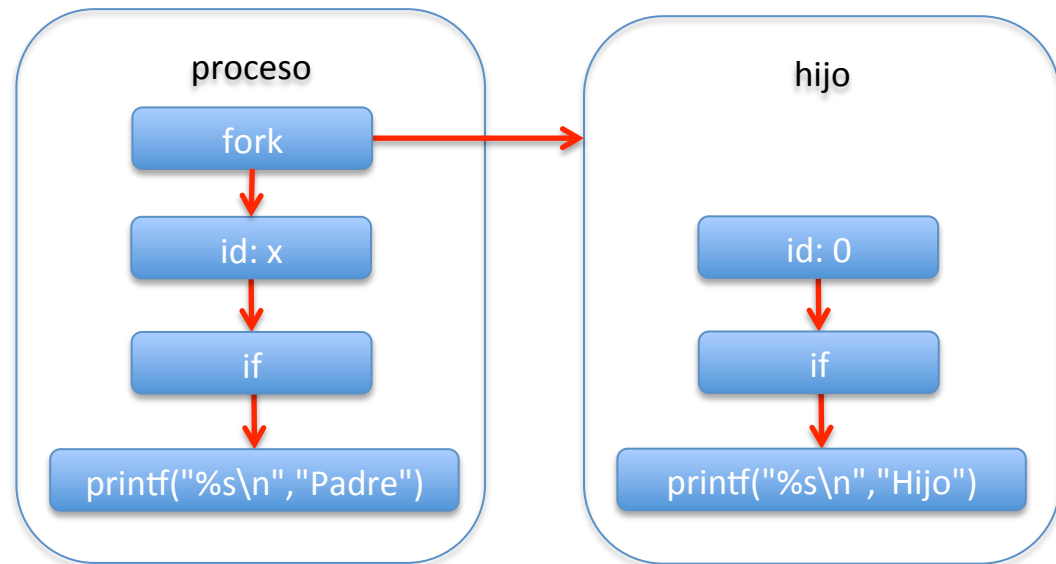 proceso
fork
id: x
if
printf("%s\n","Padre")
hijo
id: 0
if
printf("%s\n","Hijo")